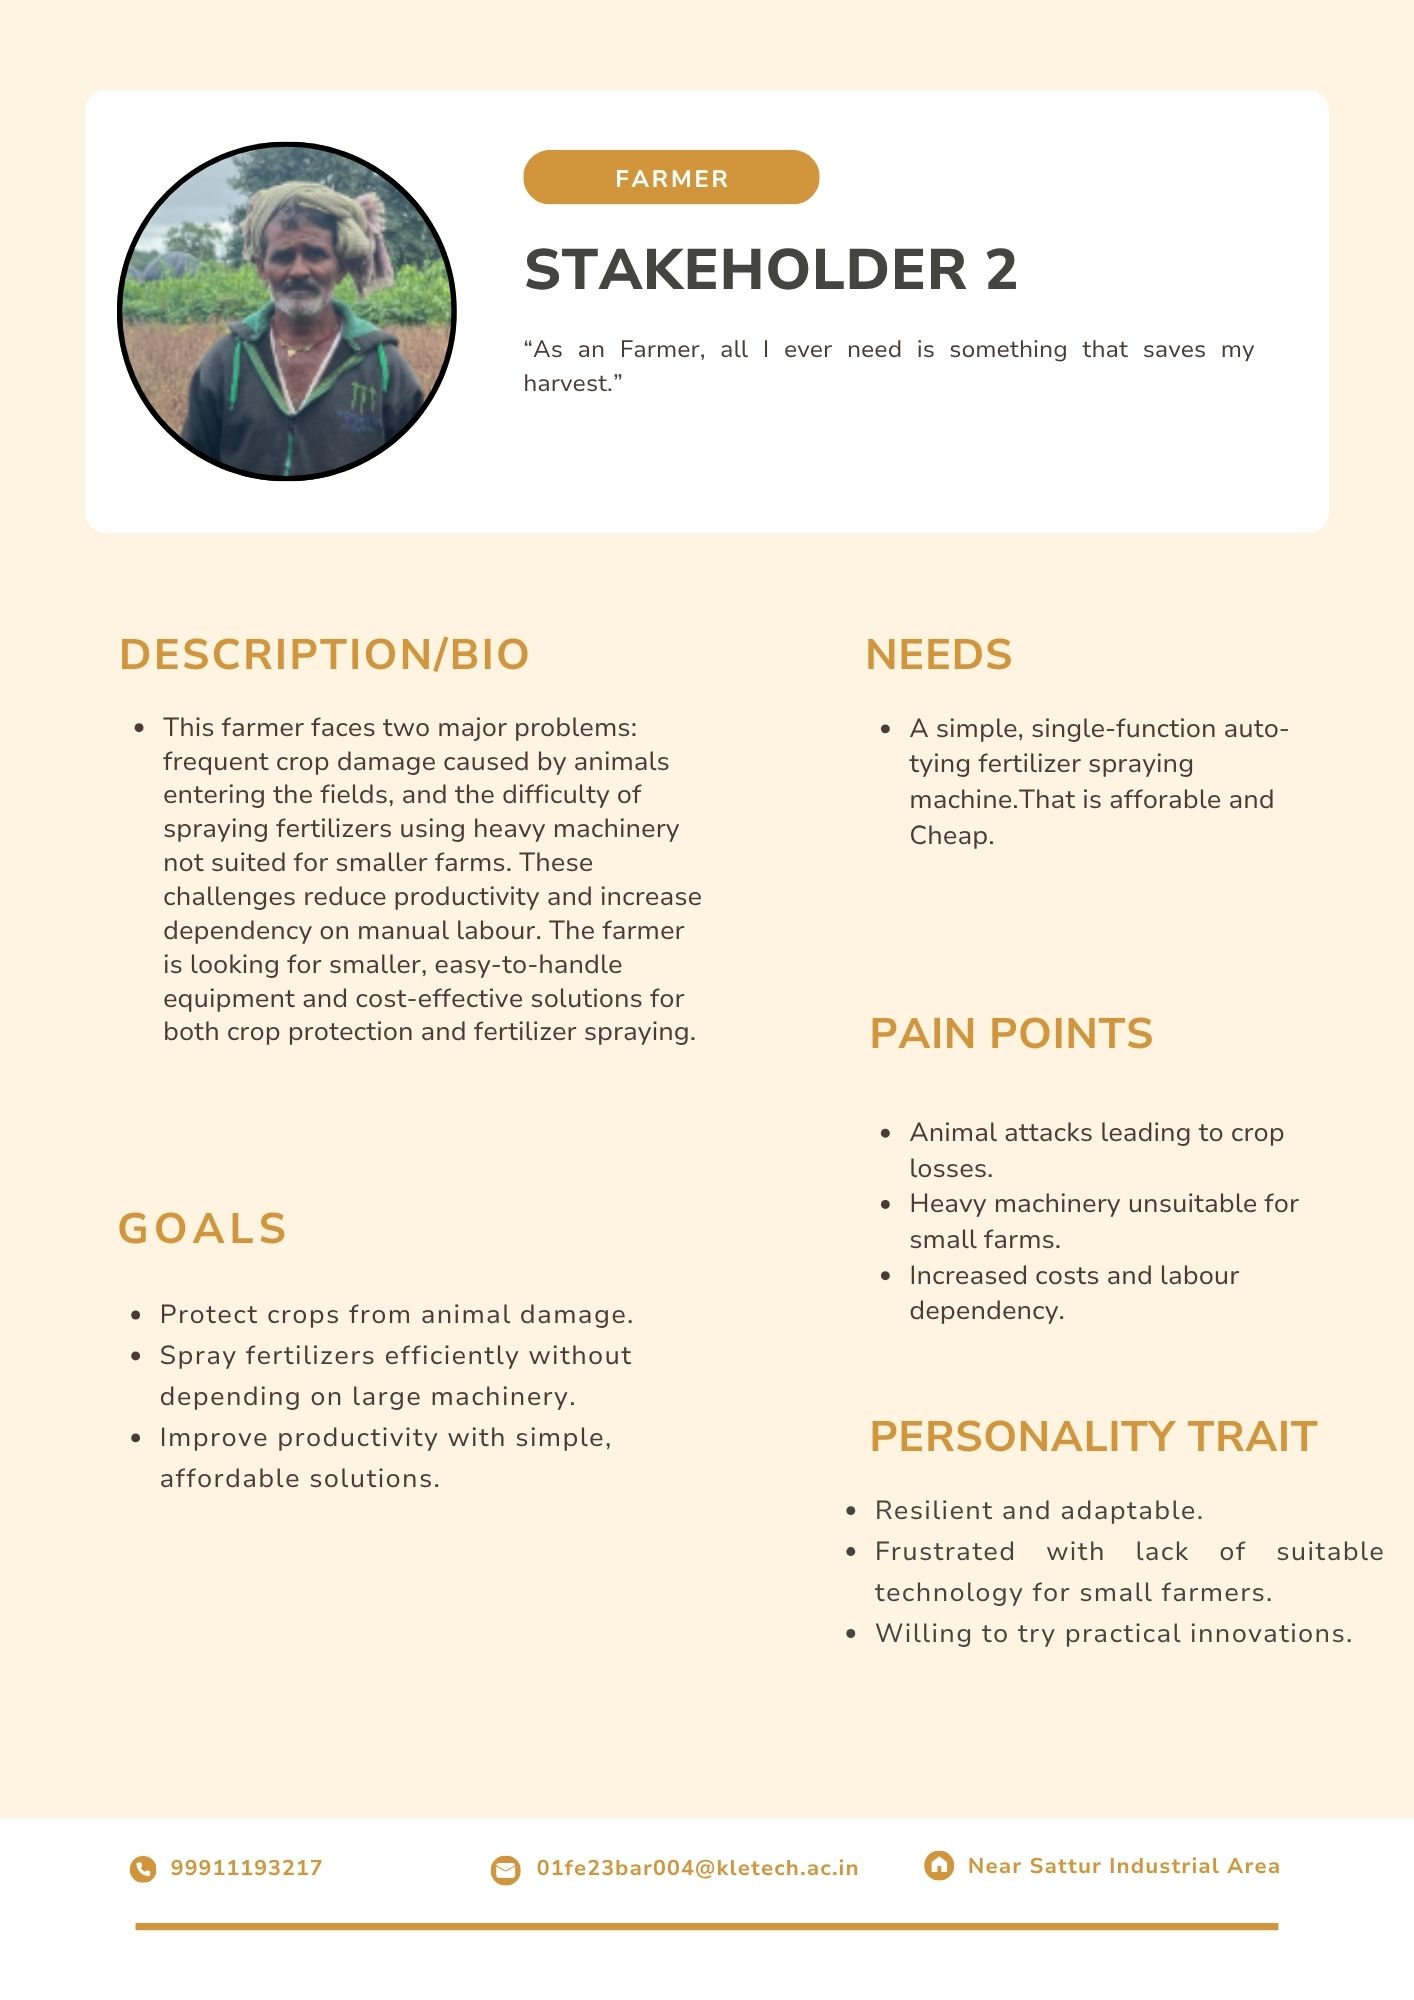 FARMER
STAKEHOLDER 2
“As an Farmer, all I ever need is something that saves my
harvest.”
DESCRIPTION/BIO
• This farmer faces two major problems:
frequent crop damage caused by animals
entering the fields, and the difficulty of
spraying fertilizers using heavy machinery
not suited for smaller farms. These
challenges reduce productivity and increase
dependency on manual labour. The farmer
is looking for smaller, easy-to-handle
equipment and cost-effective solutions for
both crop protection and fertilizer spraying.
GOALS
• Protect crops from animal damage.
• Spray fertilizers efficiently without
depending on large machinery.
• Improve productivity with simple,
affordable solutions.
NEEDS
• A simple, single-function auto-
tying fertilizer spraying
machine.That is afforable and
Cheap.
PAIN POINTS
• Animal attacks leading to crop
losses.
• Heavy machinery unsuitable for
small farms.
• Increased costs and labour
dependency.
PERSONALITY TRAIT
• Resilient and adaptable.
• Frustrated with lack of suitable
technology for small farmers.
• Willing to try practical innovations.
99911193217
01fe23bar004@kletech.ac.in
Near Sattur Industrial Area